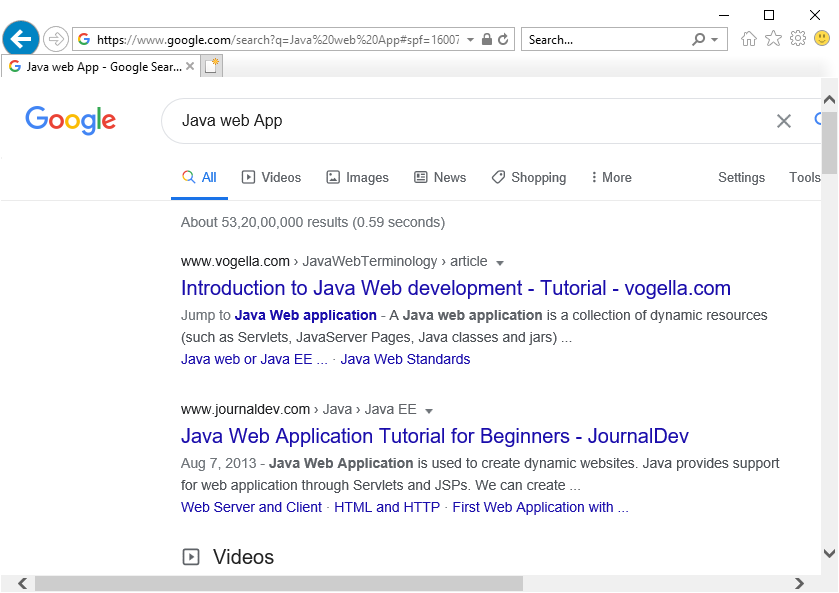 https://www.google.com/search?q=Java%20web%20App#spf=16007
Search...
Java web App - Google Sear...
Google
Java web App
All Videos Images News Shopping More Settings Tools
About 53,20,00,000 results (0.59 seconds)
www.vogella.com › JavaWebTerminology › article
Introduction to Java Web development - Tutorial - vogella.com
Jump to Java Web application - A Java web application is a collection of dynamic resources
(such as Servlets, JavaServer Pages, Java classes and jars) ...
Java web or Java EE ... · Java Web Standards
www.journaldev.com › Java › Java EE
Java Web Application Tutorial for Beginners - JournalDev
Aug 7, 2013 - Java Web Application is used to create dynamic websites. Java provides support
for web application through Servlets and JSPs. We can create ...
Web Server and Client · HTML and HTTP · First Web Application with ...
Videos